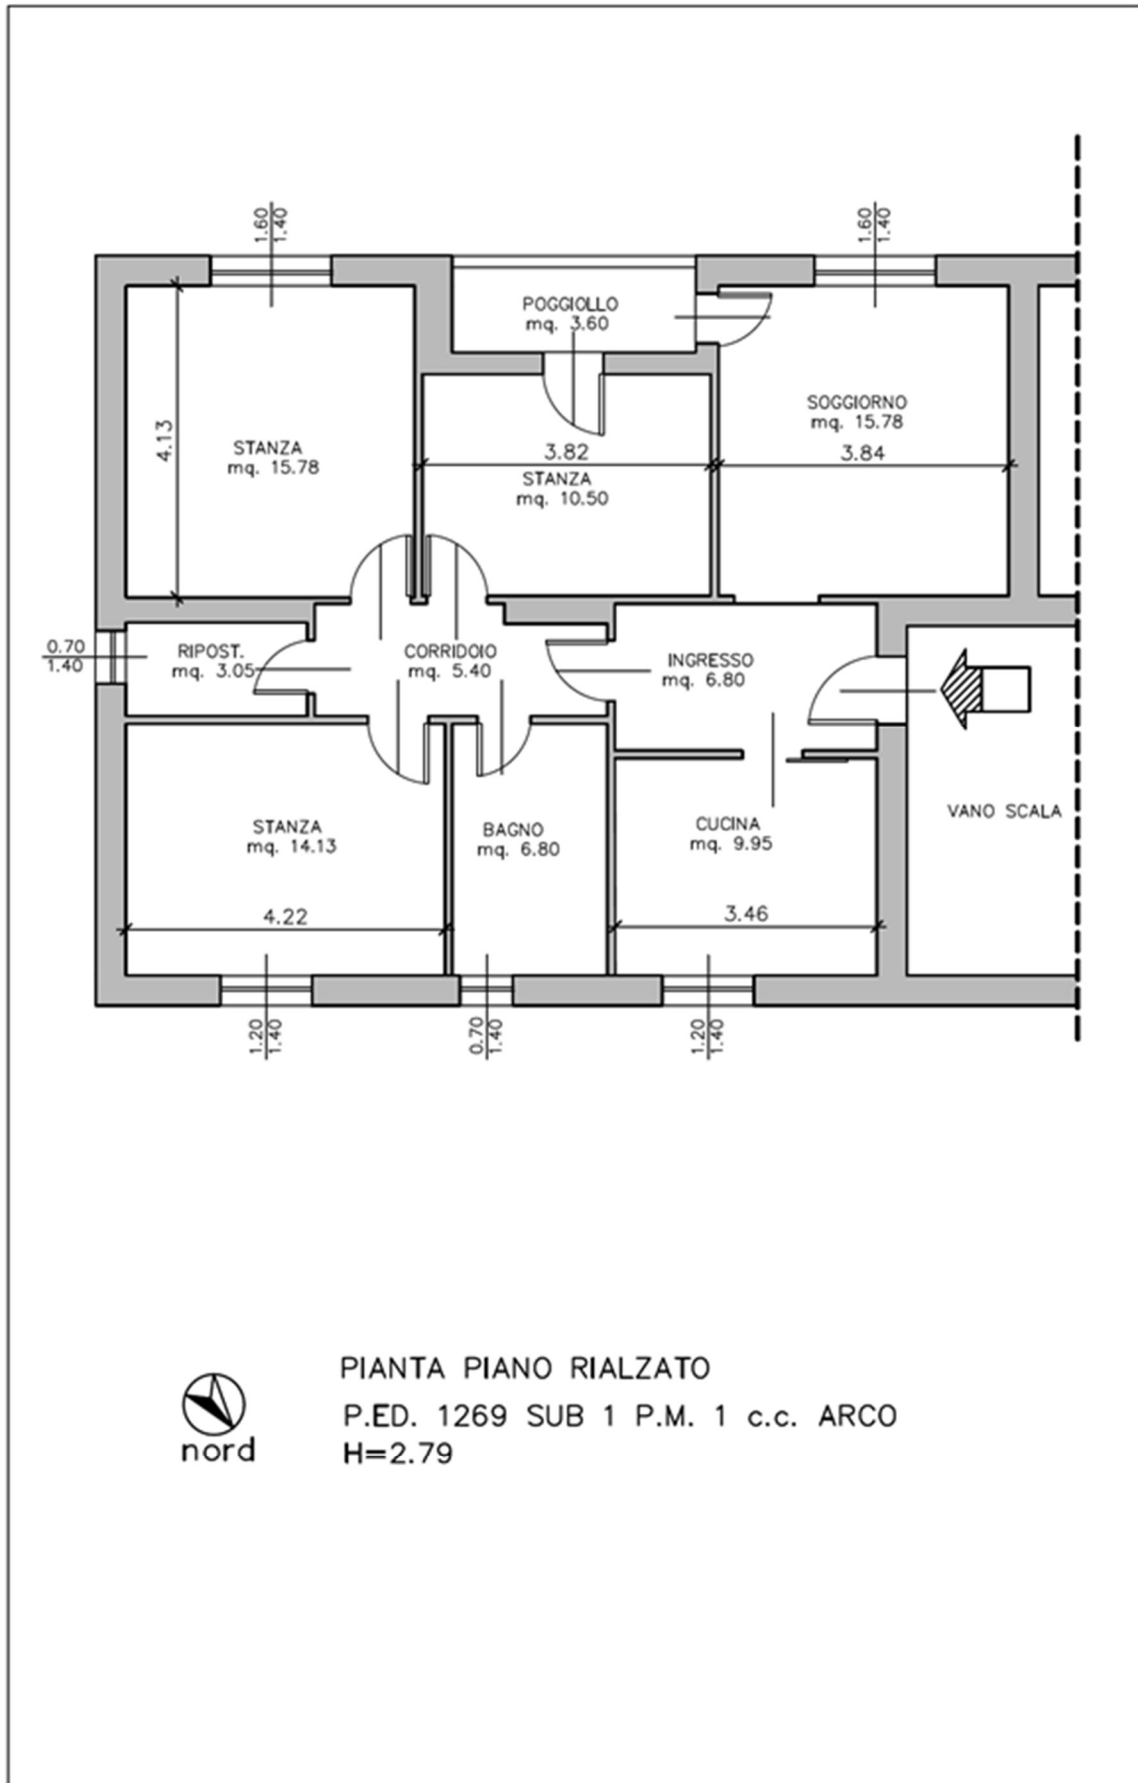 1.60
1.40
1.60
1.40
POGGIOLLO
mq. 3.60
SOGGIORNO
mq. 15.78
3.84
4.13
STANZA
mq. 15.78
3.82
STANZA
mq. 10.50
0.70
1.40
RIPOST.
mq. 3.05
CORRIDOIO
mq. 5.40
INGRESSO
mq. 6.80
STANZA
mq. 14.13
4.22
BAGNO
mq. 6.80
CUCINA
mq. 9.95
3.46
VANO SCALA
1.20
1.40
0.70
1.40
1.20
1.40
nord
PIANTA PIANO RIALZATO
P.ED. 1269 SUB 1 P.M. 1 c.c. ARCO
H=2.79